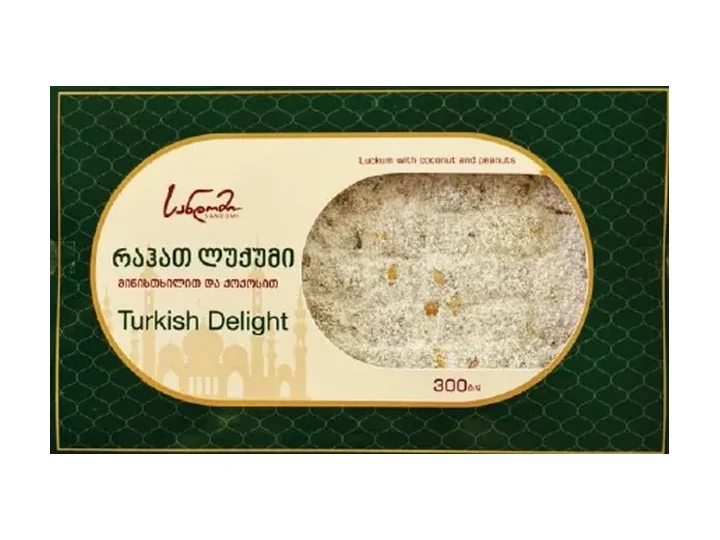 Luckum with coconut and peanuts
სანდომი
SANDOMI
რაჰათ ლუქუმი
მიწისთხილით და ქოქოსით
Turkish Delight
300გ/g